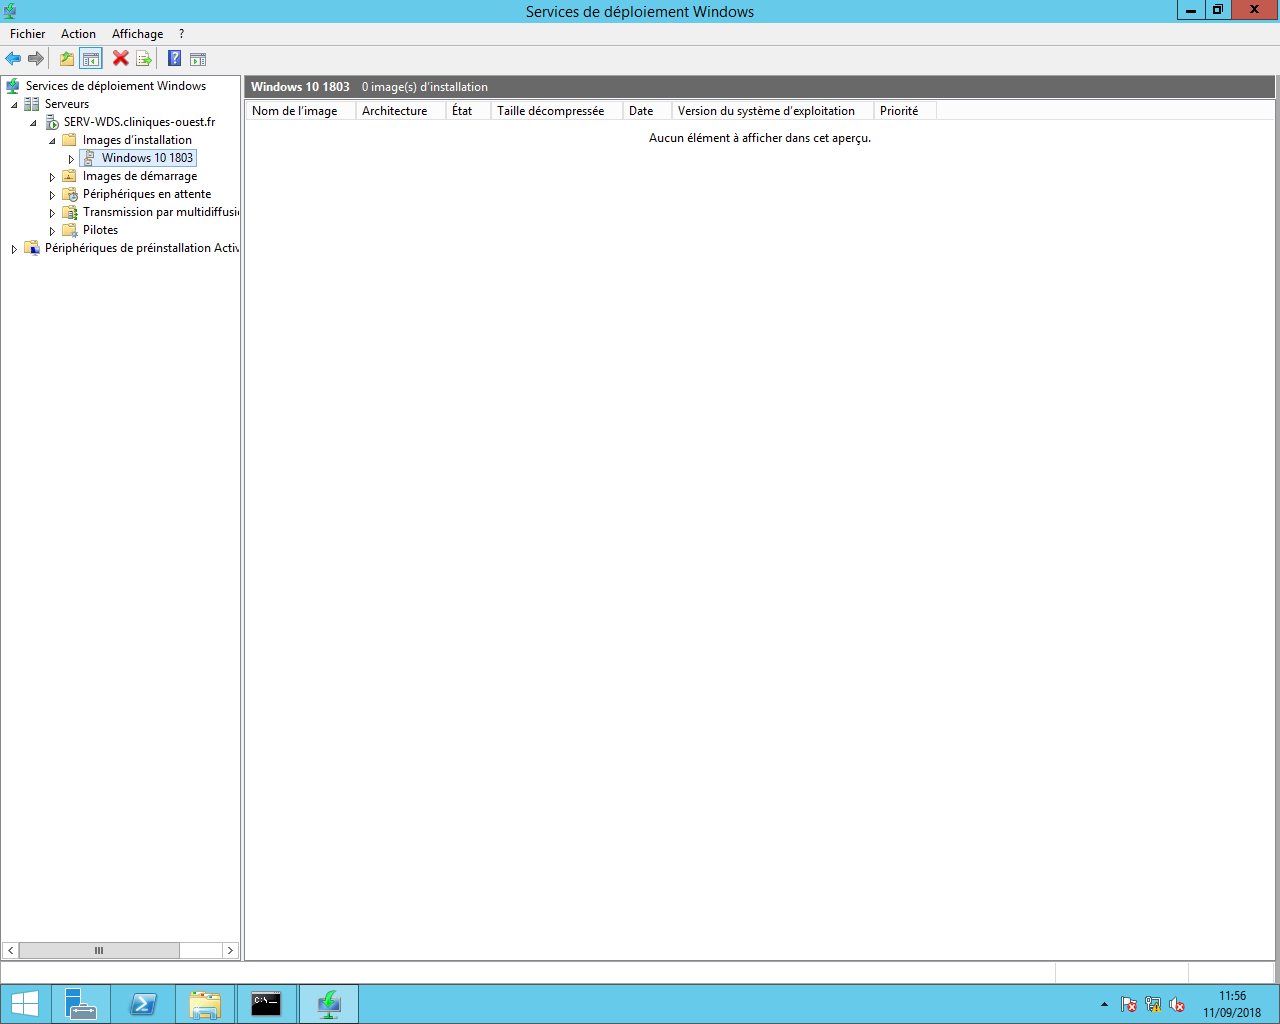 Services de déploiement Windows
Fichier Action Affichage ?
Services de déploiement Windows
Serveurs
SERV-WDS.cliniques-ouest.fr
Images d'installation
Windows 10 1803
Images de démarrage
Périphériques en attente
Transmission par multidiffusi
Pilotes
Périphériques de préinstallation Activ
Windows 10 1803 0 image(s) d'installation
Nom de l'image Architecture État Taille décompressée Date Version du système d'exploitation Priorité
Aucun élément à afficher dans cet aperçu.
11:56
11/09/2018